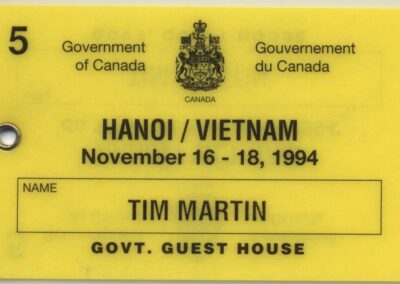 5
Government
of Canada
Gouvernement
du Canada
CANADA
HANOI / VIETNAM
November 16 - 18, 1994
NAME
TIM MARTIN
GOVT. GUEST HOUSE